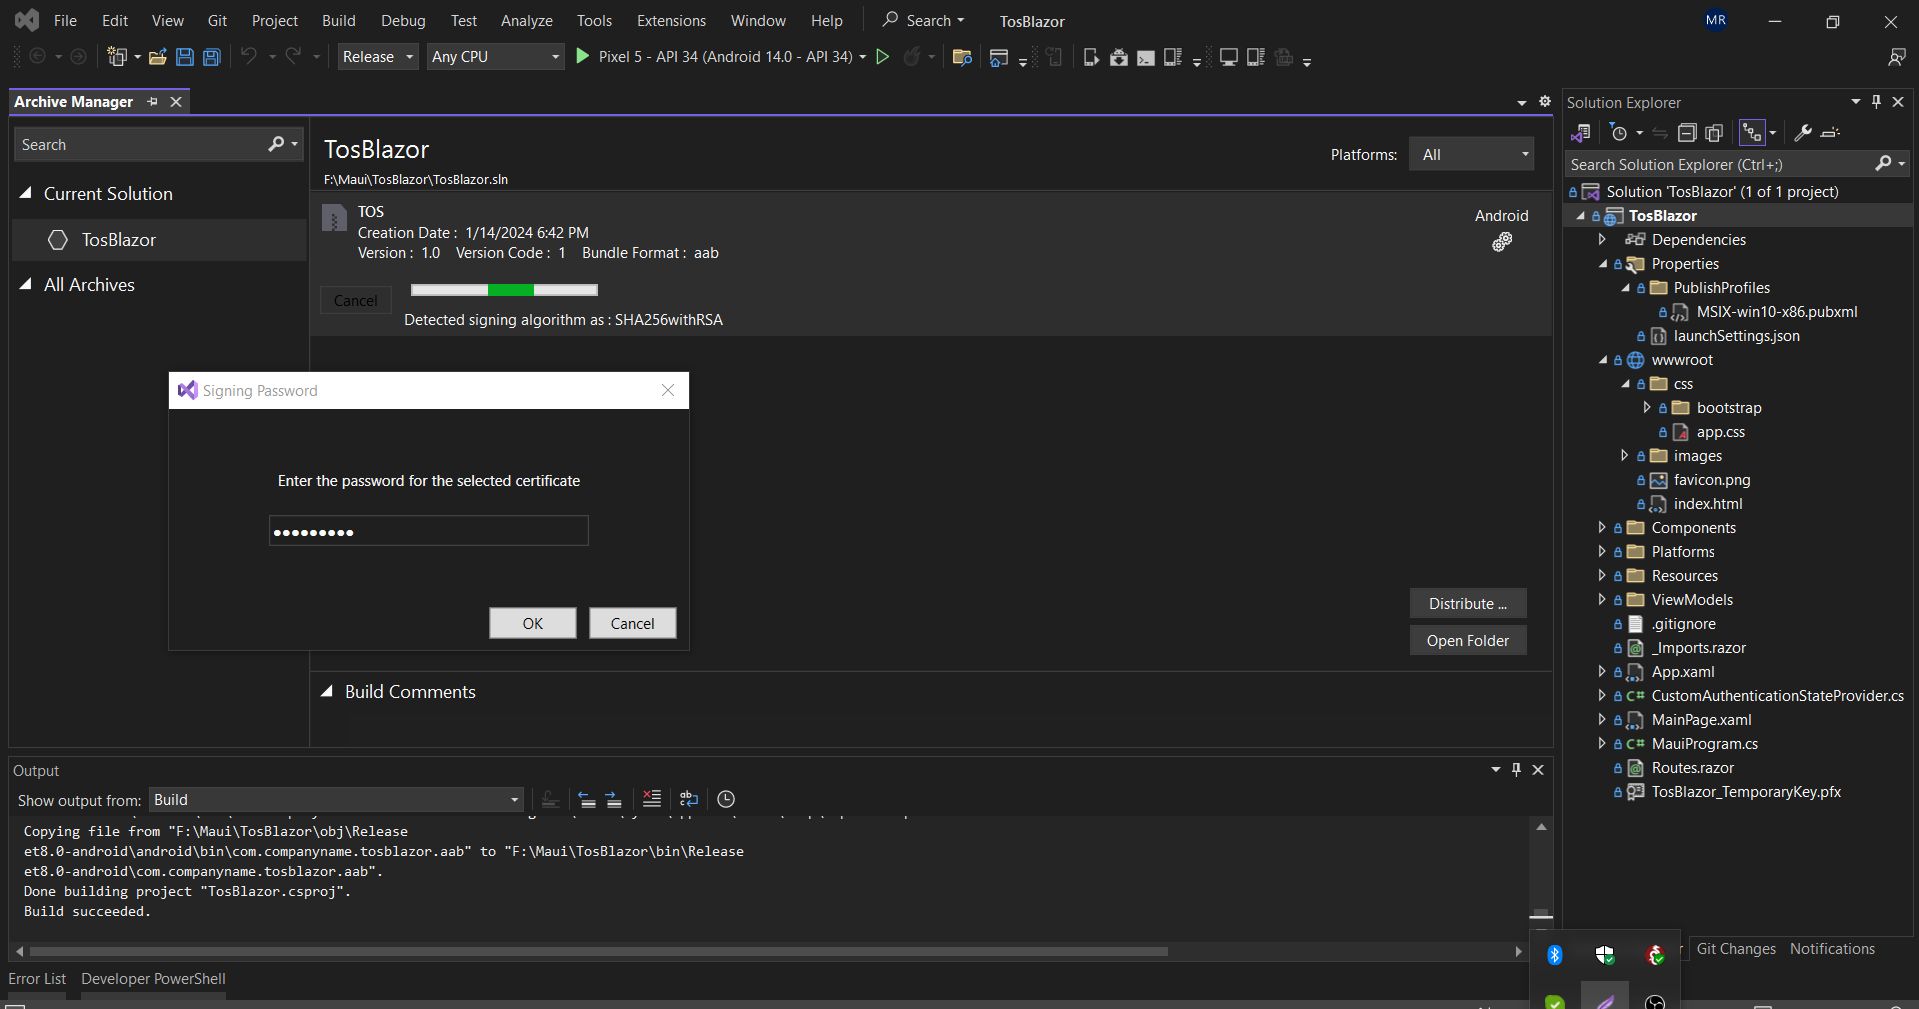 File Edit View Git Project Build Debug Test Analyze Tools Extensions Window Help Search TosBlazor MR
Release Any CPU Pixel 5 - API 34 (Android 14.0 - API 34)
Archive Manager
Search
Current Solution
TosBlazor
All Archives
TosBlazor
F:\Maui\TosBlazor\TosBlazor.sln
Platforms: All
TOS
Creation Date : 1/14/2024 6:42 PM
Version : 1.0 Version Code : 1 Bundle Format : aab
Android
Cancel
Detected signing algorithm as : SHA256withRSA
Signing Password
Enter the password for the selected certificate
●●●●●●●●●
OK Cancel
Distribute ...
Open Folder
Build Comments
Output
Show output from: Build
Copying file from "F:\Maui\TosBlazor\obj\Release
et8.0-android\android\bin\com.companyname.tosblazor.aab" to "F:\Maui\TosBlazor\bin\Release
et8.0-android\com.companyname.tosblazor.aab".
Done building project "TosBlazor.csproj".
Build succeeded.
Error List Developer PowerShell
Solution Explorer
Search Solution Explorer (Ctrl+;)
Solution 'TosBlazor' (1 of 1 project)
TosBlazor
Dependencies
Properties
PublishProfiles
MSIX-win10-x86.pubxml
launchSettings.json
wwwroot
css
bootstrap
app.css
images
favicon.png
index.html
Components
Platforms
Resources
ViewModels
.gitignore
_Imports.razor
App.xaml
C# CustomAuthenticationStateProvider.cs
MainPage.xaml
C# MauiProgram.cs
Routes.razor
TosBlazor_TemporaryKey.pfx
Git Changes Notifications